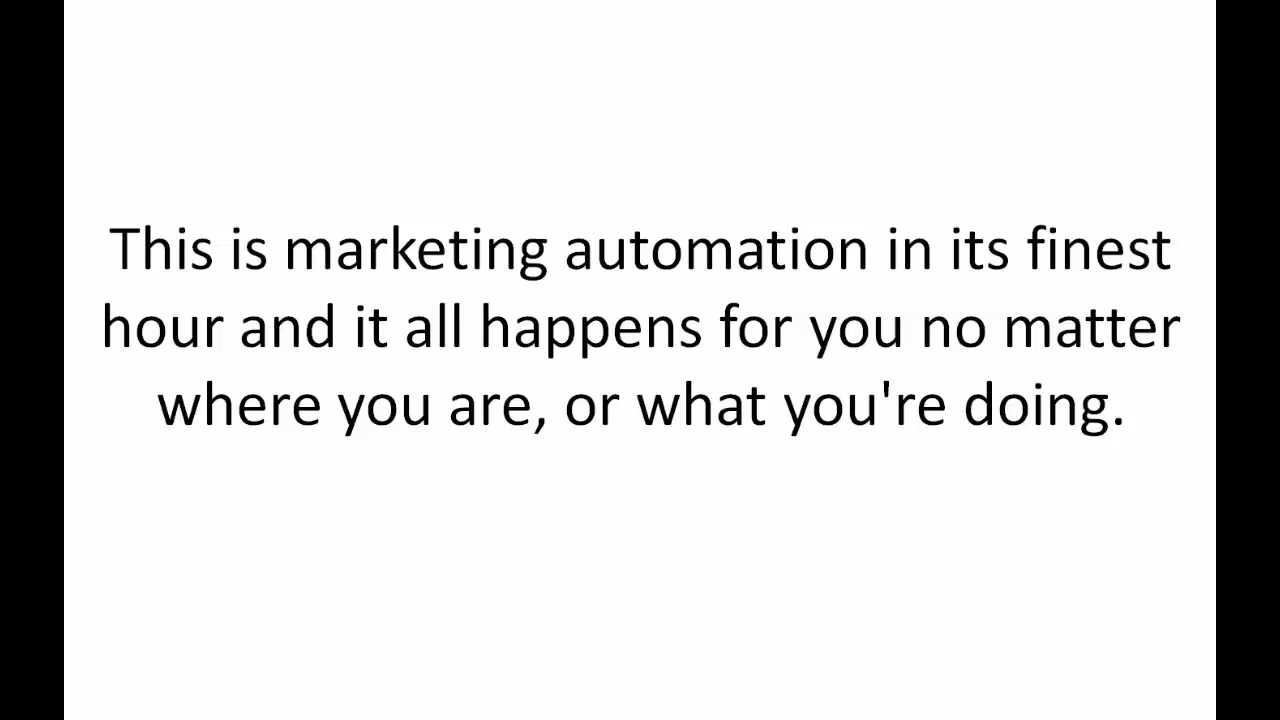 This is marketing automation in its finest
hour and it all happens for you no matter
where you are, or what you're doing.